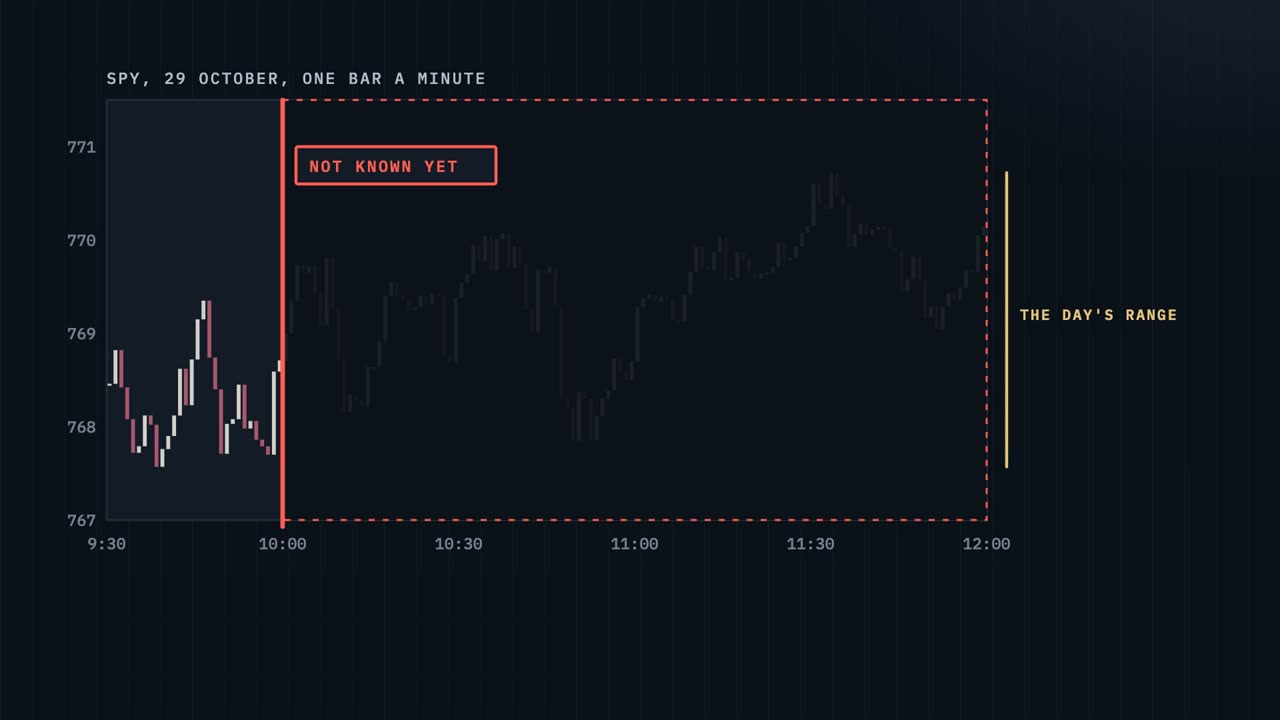 SPY, 29 OCTOBER, ONE BAR A MINUTE
771
NOT KNOWN YET
770
769
THE DAY'S RANGE
768
767
9:30 10:00 10:30 11:00 11:30 12:00